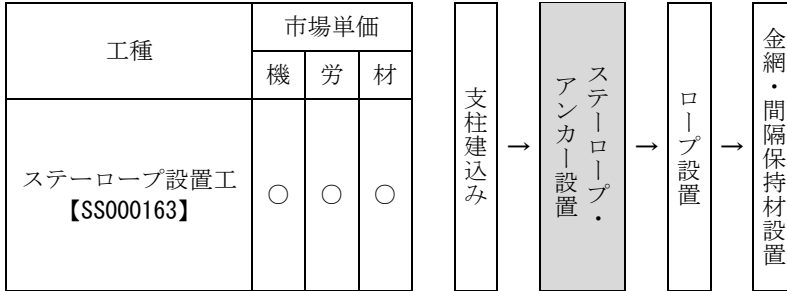 工種
市場単価
機 労 材
ステーロープ設置工
【SS000163】
○ ○ ○
支柱建込み
→
ステーロープ・
アンカー設置
→
ロープ設置
→
金網・間隔保持材設置